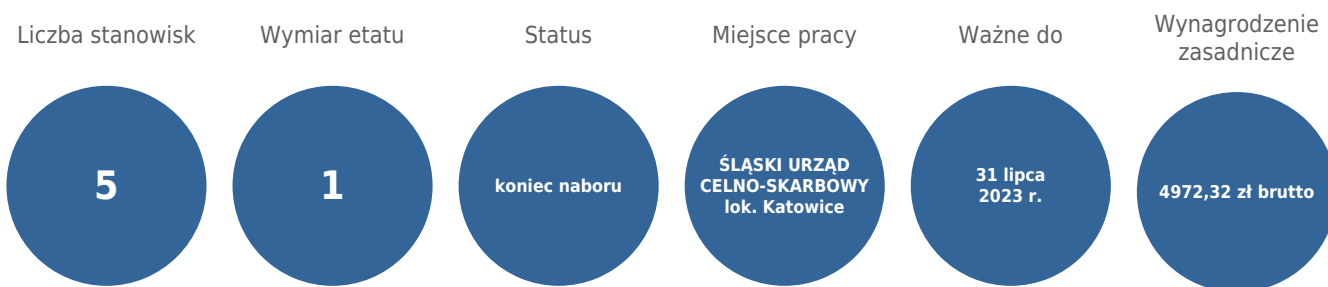 Liczba stanowisk
5
Wymiar etatu
1
Status
koniec naboru
Miejsce pracy
ŚLĄSKI URZĄD
CELNO-SKARBOWY
lok. Katowice
Ważne do
31 lipca
2023 r.
Wynagrodzenie
zasadnicze
4972,32 zł brutto